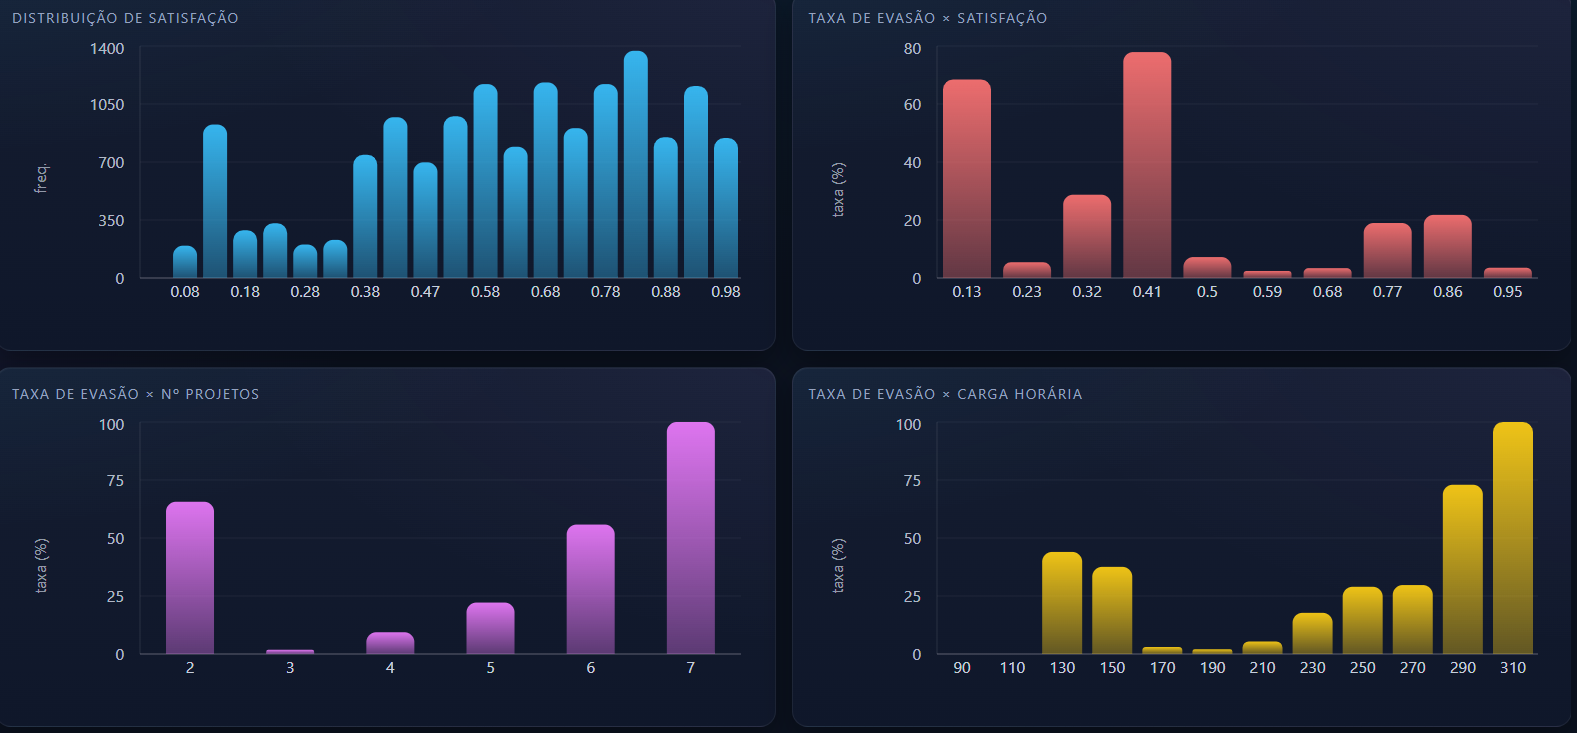 DISTRIBUIÇÃO DE SATISFAÇÃO
1400
1050
700
350
0
freq.
0.08 0.18 0.28 0.38 0.47 0.58 0.68 0.78 0.88 0.98
TAXA DE EVASÃO × SATISFAÇÃO
80
60
40
20
0
taxa (%)
0.13 0.23 0.32 0.41 0.5 0.59 0.68 0.77 0.86 0.95
TAXA DE EVASÃO × Nº PROJETOS
100
75
50
25
0
taxa (%)
2 3 4 5 6 7
TAXA DE EVASÃO × CARGA HORÁRIA
100
75
50
25
0
taxa (%)
90 110 130 150 170 190 210 230 250 270 290 310